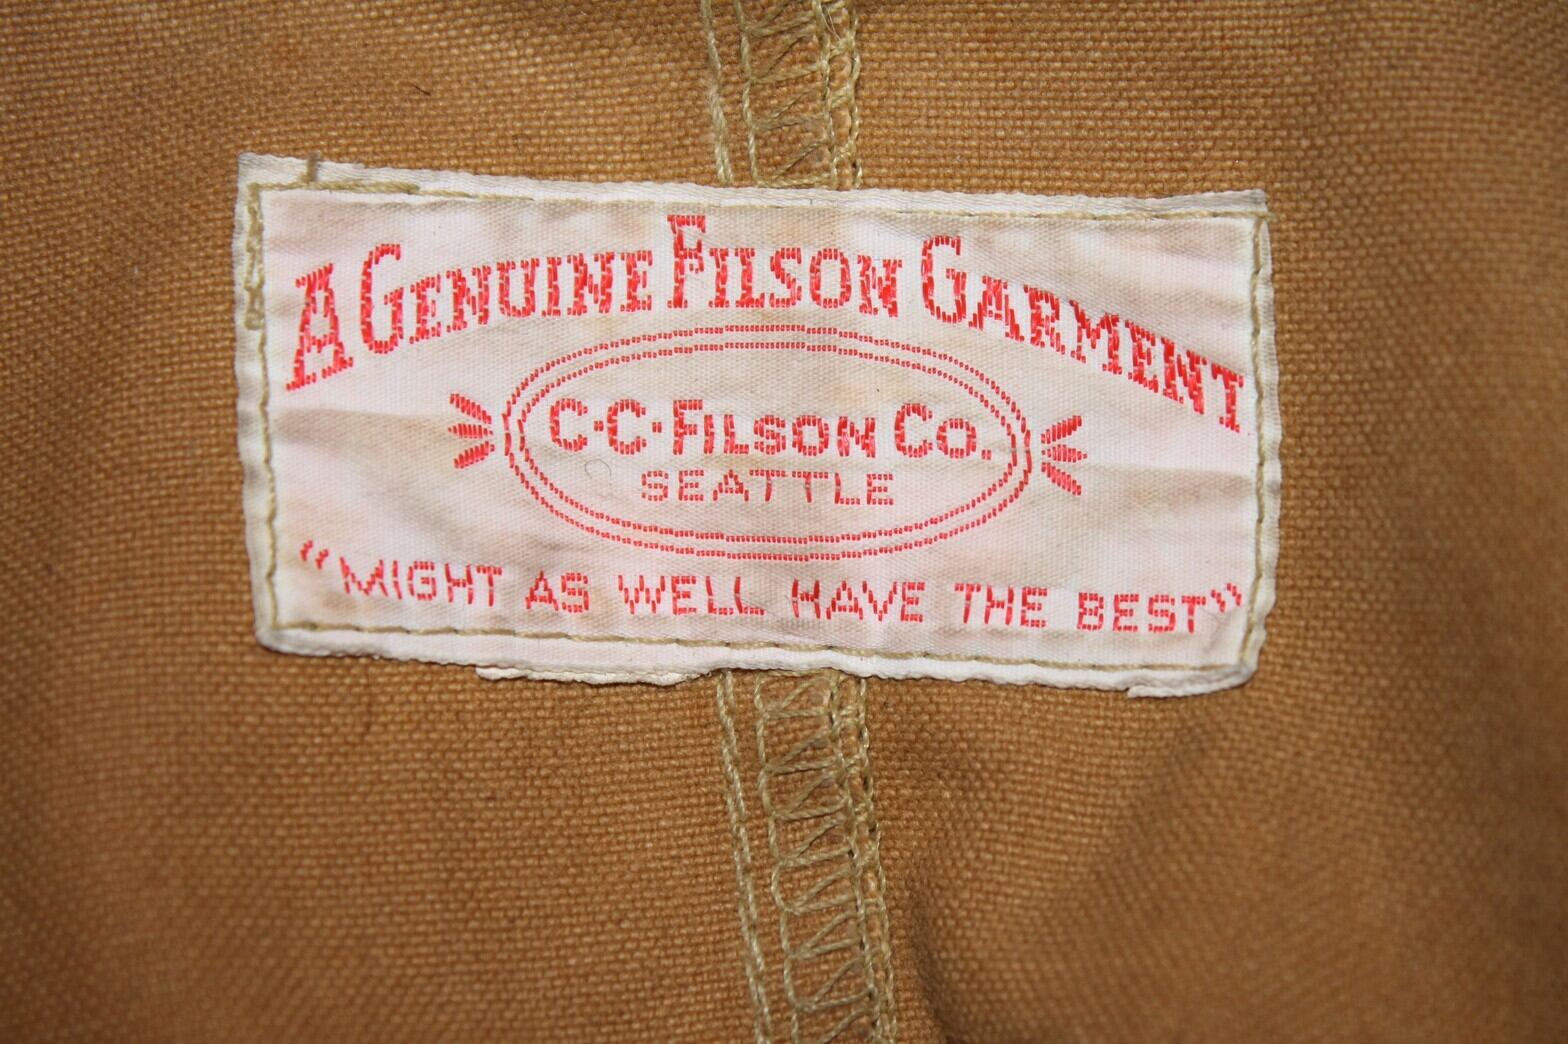 A GENUINE FILSON GARMENT
C·C·FILSON CO.
SEATTLE
“MIGHT AS WELL HAVE THE BEST”